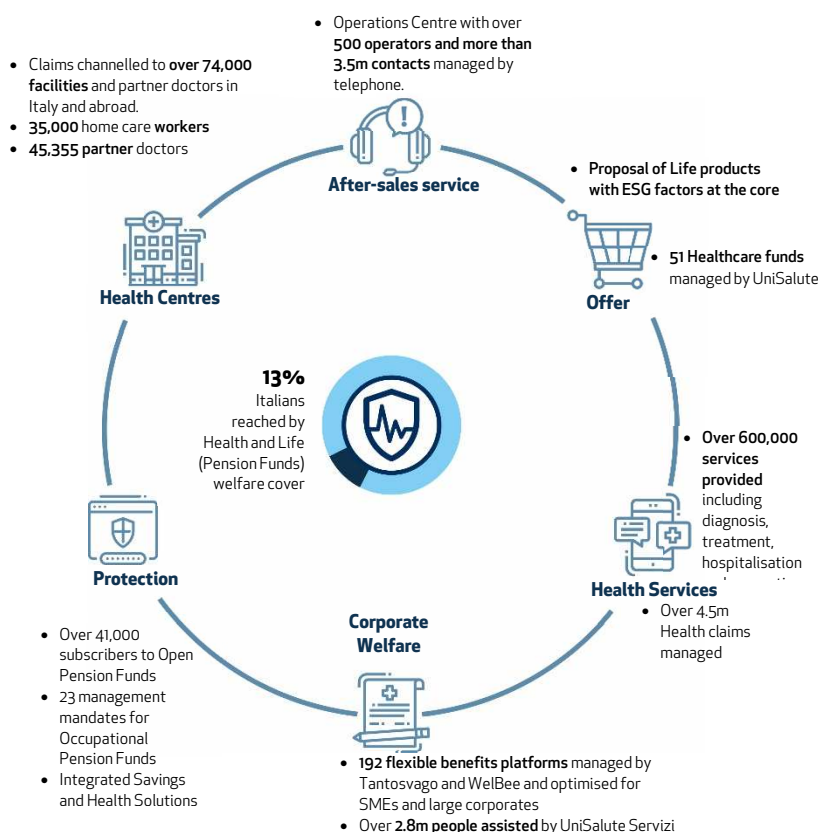 • Operations Centre with over
500 operators and more than
3.5m contacts managed by
telephone.
After-sales service
• Claims channelled to over 74,000
facilities and partner doctors in
Italy and abroad.
• 35,000 home care workers
• 45,355 partner doctors
Health Centres
• Proposal of Life products
with ESG factors at the core
• 51 Healthcare funds
managed by UniSalute
Offer
13%
Italians
reached by
Health and Life
(Pension Funds)
welfare cover
• Over 600,000
services
provided
including
diagnosis,
treatment,
hospitalisation
Health Services
• Over 4.5m
Health claims
managed
Protection
• Over 41,000
subscribers to Open
Pension Funds
• 23 management
mandates for
Occupational
Pension Funds
• Integrated Savings
and Health Solutions
Corporate
Welfare
• 192 flexible benefits platforms managed by
Tantosvago and WelBee and optimised for
SMEs and large corporates
• Over 2.8m people assisted by UniSalute Servizi